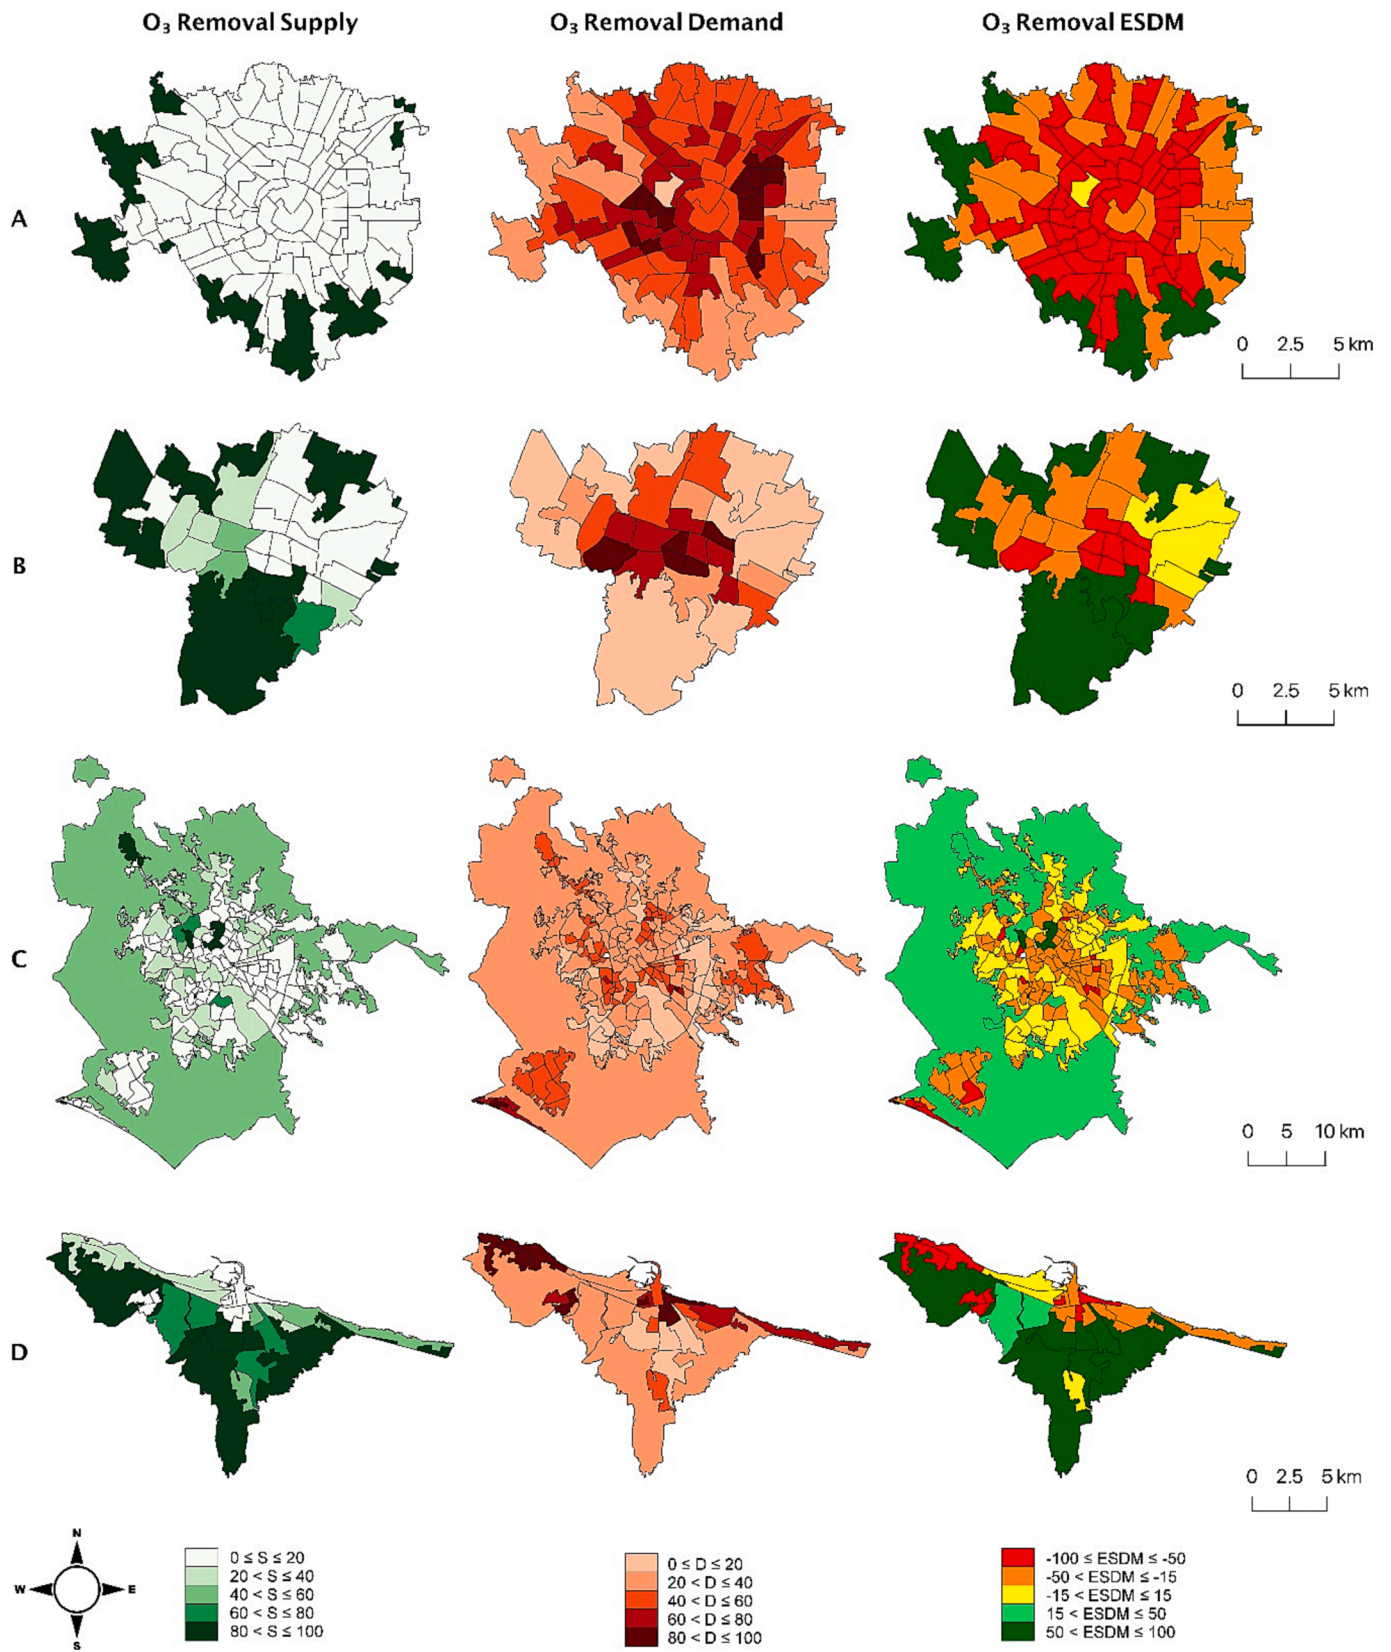 O₃ Removal Supply O₃ Removal Demand O₃ Removal ESDM
A
0 2.5 5 km
B
0 2.5 5 km
C
0 5 10 km
D
0 2.5 5 km
N
W E
S
0 ≤ S ≤ 20
20 < S ≤ 40
40 < S ≤ 60
60 < S ≤ 80
80 < S ≤ 100
0 ≤ D ≤ 20
20 < D ≤ 40
40 < D ≤ 60
60 < D ≤ 80
80 < D ≤ 100
-100 ≤ ESDM ≤ -50
-50 < ESDM ≤ -15
-15 < ESDM ≤ 15
15 < ESDM ≤ 50
50 < ESDM ≤ 100